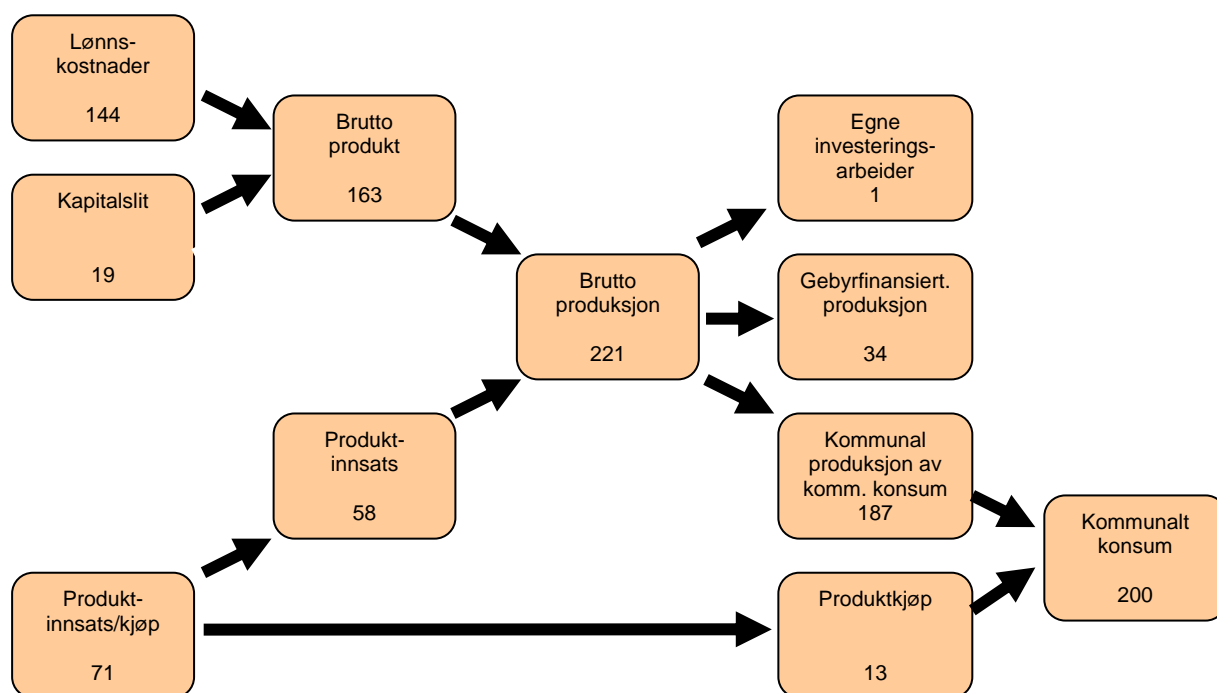 Lønns-
kostnader
144
Kapitalslit
19
Brutto
produkt
163
Produkt-
innsats
58
Produkt-
innsats/kjøp
71
Brutto
produksjon
221
Egne
investerings-
arbeider
1
Gebyrfinansiert.
produksjon
34
Kommunal
produksjon av
komm. konsum
187
Produktkjøp
13
Kommunalt
konsum
200